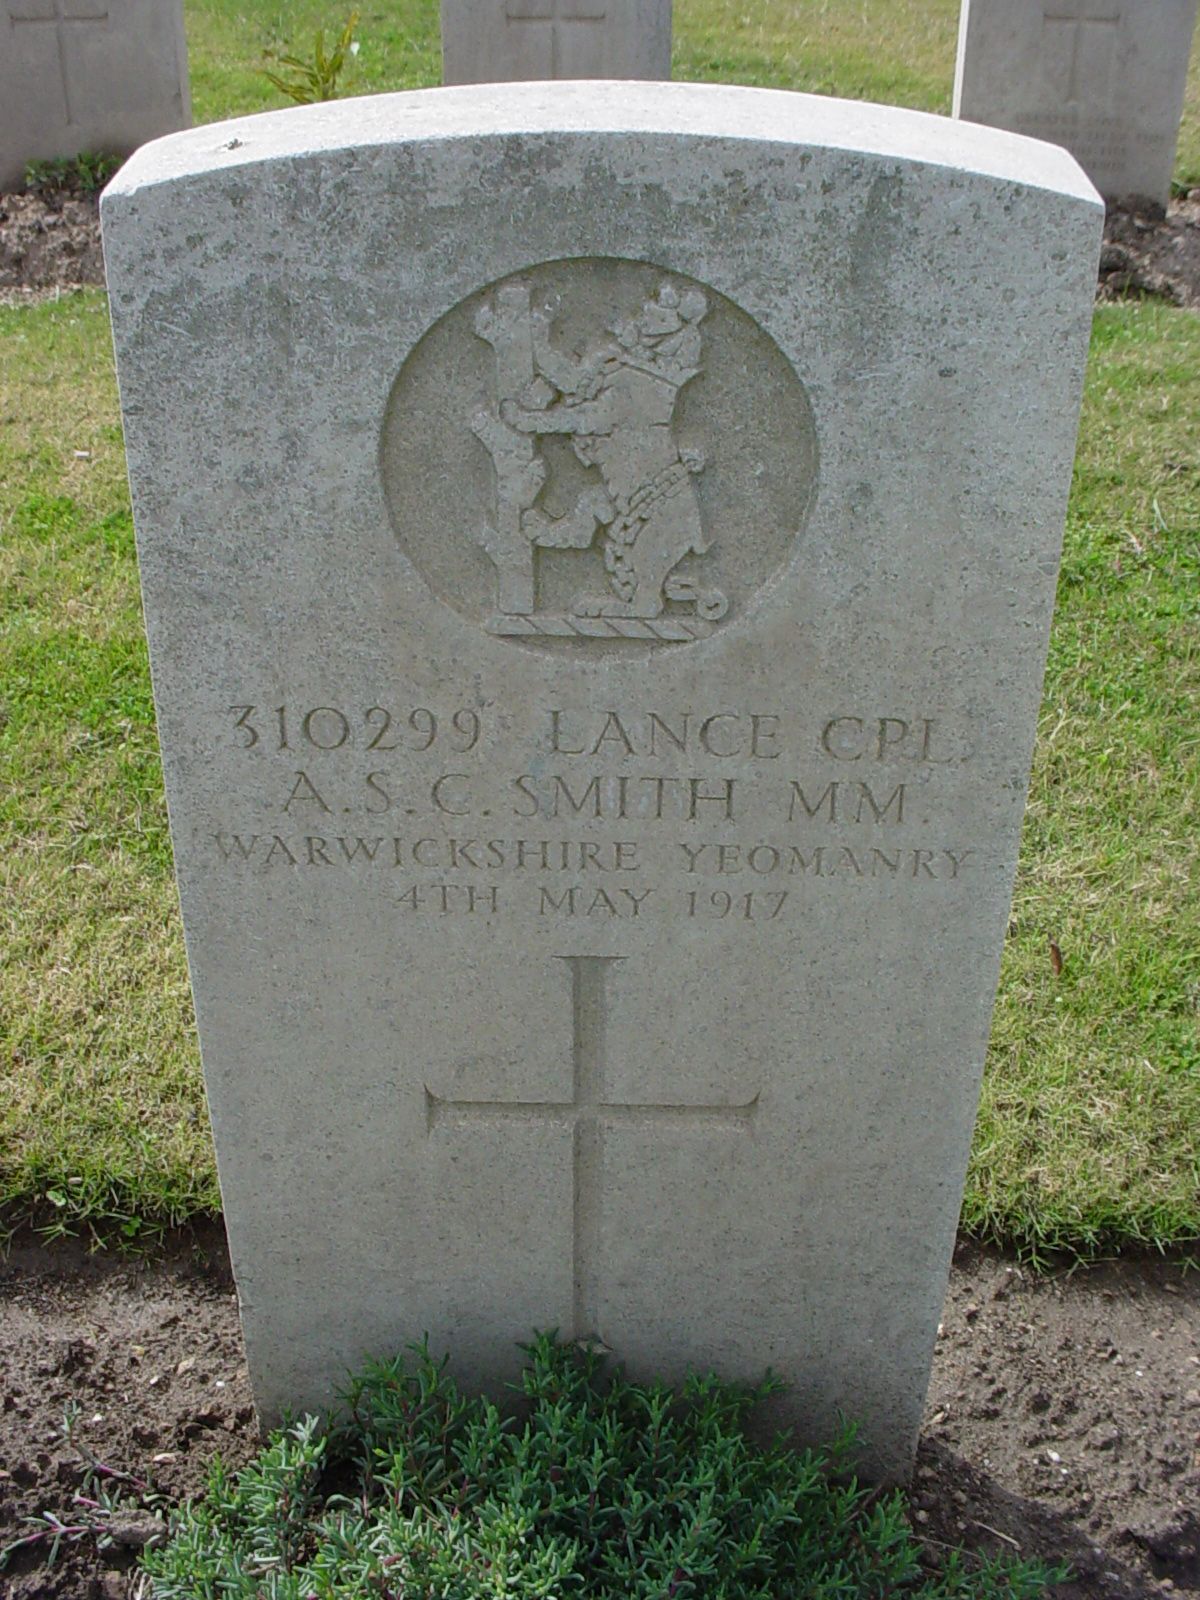 310299 LANCE CPL.
A.S.C. SMITH MM.
WARWICKSHIRE YEOMANRY
4TH MAY 1917